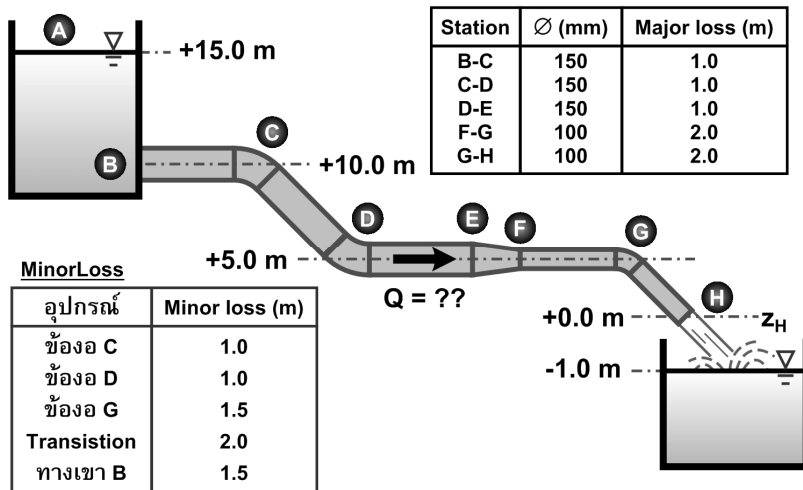 A
+15.0 m
Station Ø (mm) Major loss (m)
B-C 150 1.0
C-D 150 1.0
D-E 150 1.0
F-G 100 2.0
G-H 100 2.0
C
B
+10.0 m
D
E
F
G
+5.0 m
Q = ??
H
+0.0 m
zH
-1.0 m
MinorLoss
อุปกรณ์ Minor loss (m)
ข้องอ C 1.0
ข้องอ D 1.0
ข้องอ G 1.5
Transistion 2.0
ทางเขา B 1.5